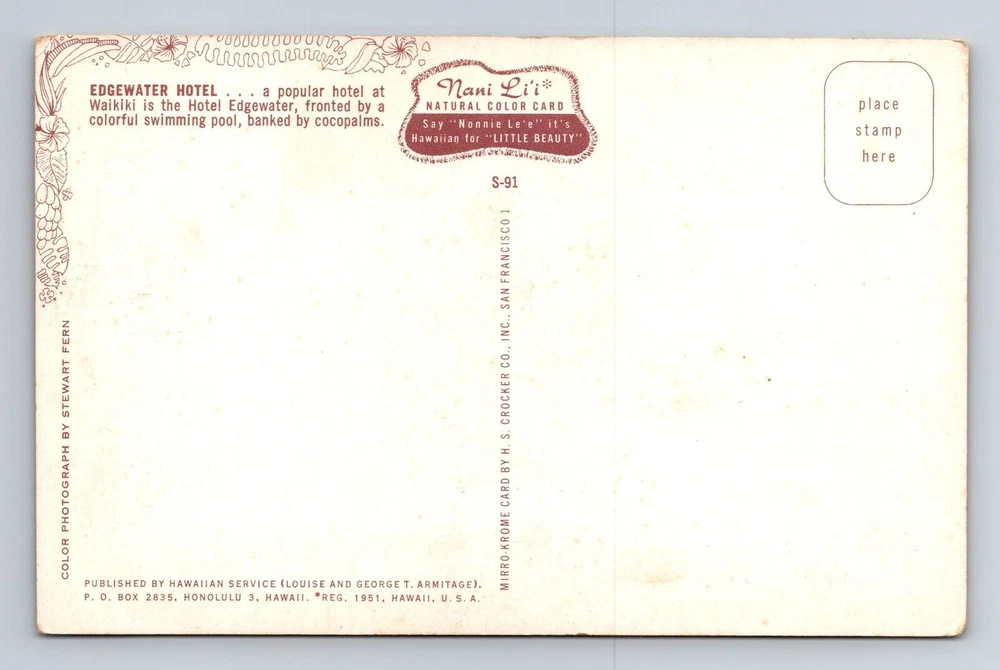 EDGEWATER HOTEL . . . a popular hotel at
Waikiki is the Hotel Edgewater, fronted by a
colorful swimming pool, banked by cocopalms.
Nani Li'i*
NATURAL COLOR CARD
Say "Nonnie Le'e" it's
Hawaiian for "LITTLE BEAUTY"
S-91
place
stamp
here
COLOR PHOTOGRAPH BY STEWART FERN
MIRRO-KROME CARD BY H. S. CROCKER CO., INC., SAN FRANCISCO 1
PUBLISHED BY HAWAIIAN SERVICE (LOUISE AND GEORGE T. ARMITAGE).
P. O. BOX 2835, HONOLULU 3, HAWAII. *REG. 1951, HAWAII, U. S. A.